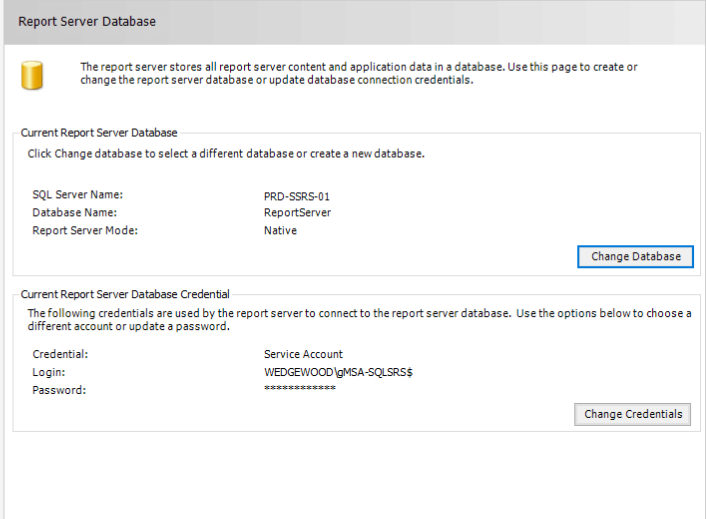 Report Server Database
The report server stores all report server content and application data in a database. Use this page to create or
change the report server database or update database connection credentials.
Current Report Server Database
Click Change database to select a different database or create a new database.
SQL Server Name: PRD-SSRS-01
Database Name: ReportServer
Report Server Mode: Native
Change Database
Current Report Server Database Credential
The following credentials are used by the report server to connect to the report server database. Use the options below to choose a
different account or update a password.
Credential: Service Account
Login: WEDGEWOOD\gMSA-SQLSRS$
Password: ************
Change Credentials